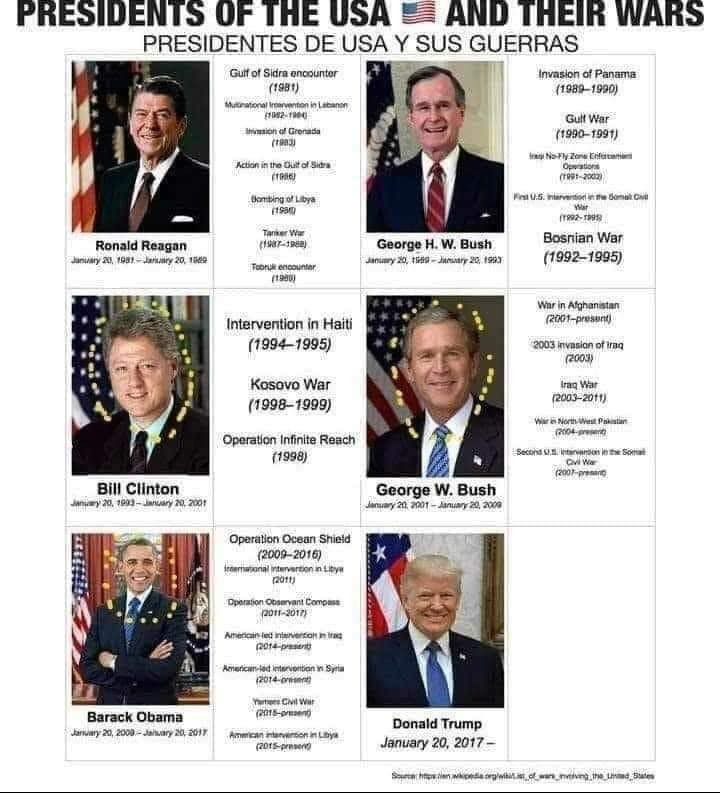 PRESIDENTS OF THE USA 🇺🇸 AND THEIR WARS
PRESIDENTES DE USA Y SUS GUERRAS
Ronald Reagan
January 20, 1981 – January 20, 1989
Gulf of Sidra encounter
(1981)
Multinational Intervention in Lebanon
(1982–1984)
Invasion of Grenada
(1983)
Action in the Gulf of Sidra
(1986)
Bombing of Libya
(1986)
Tanker War
(1987–1988)
Tobruk encounter
(1989)
George H. W. Bush
January 20, 1989 – January 20, 1993
Invasion of Panama
(1989–1990)
Gulf War
(1990–1991)
Iraqi No-Fly Zone Enforcement
Operations
(1991–2003)
First U.S. Intervention in the Somali Civil
War
(1992–1995)
Bosnian War
(1992–1995)
Bill Clinton
January 20, 1993 – January 20, 2001
Intervention in Haiti
(1994–1995)
Kosovo War
(1998–1999)
Operation Infinite Reach
(1998)
George W. Bush
January 20, 2001 – January 20, 2009
War in Afghanistan
(2001–present)
2003 invasion of Iraq
(2003)
Iraq War
(2003–2011)
War in North-West Pakistan
(2004–present)
Second U.S. Intervention in the Somali
Civil War
(2007–present)
Barack Obama
January 20, 2009 – January 20, 2017
Operation Ocean Shield
(2009–2016)
International intervention in Libya
(2011)
Operation Observant Compass
(2011–2017)
American-led intervention in Iraq
(2014–present)
American-led intervention in Syria
(2014–present)
Yemeni Civil War
(2015–present)
American intervention in Libya
(2015–present)
Donald Trump
January 20, 2017 –
Source: https://en.wikipedia.org/wiki/List_of_wars_involving_the_United_States